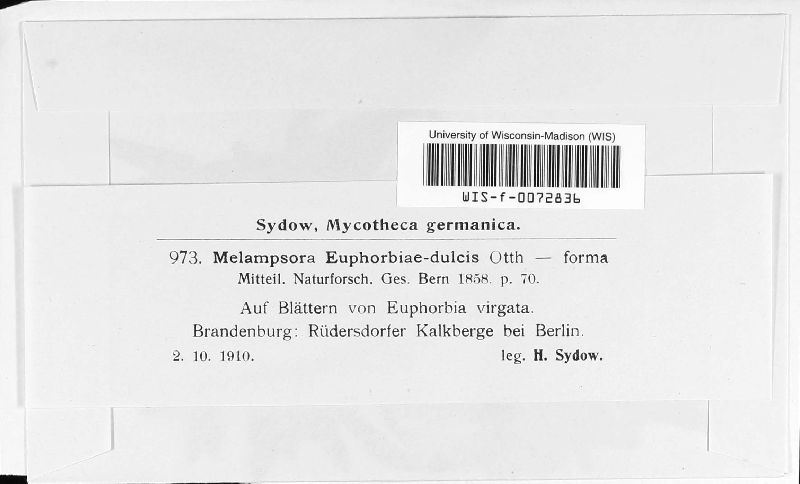 University of Wisconsin-Madison (WIS)
WIS-f-0072836
Sydow, Mycotheca germanica.
973. Melampsora Euphorbiae-dulcis Otth — forma
Mitteil. Naturforsch. Ges. Bern 1858. p. 70.
Auf Blättern von Euphorbia virgata.
Brandenburg: Rüdersdorfer Kalkberge bei Berlin.
2. 10. 1910. leg. H. Sydow.